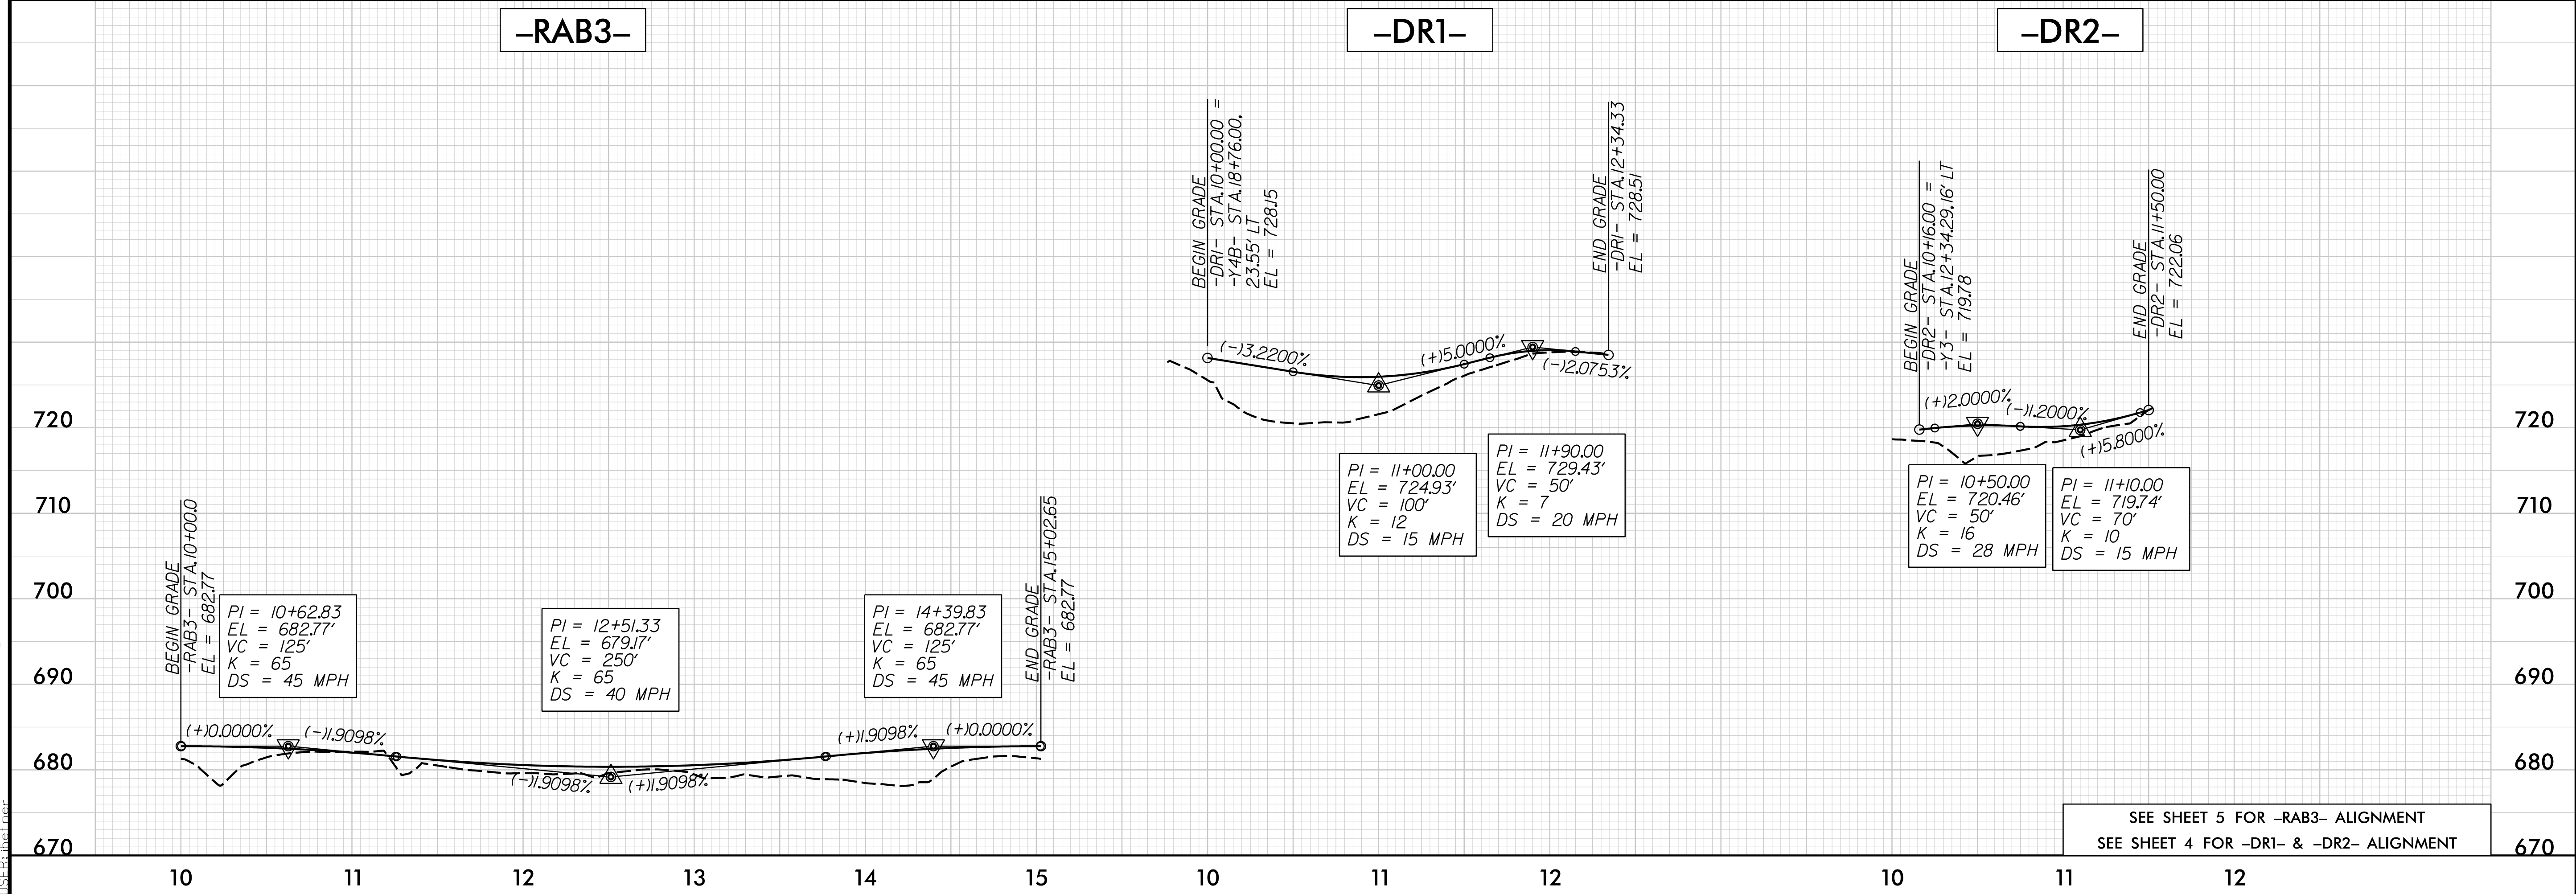 –RAB3–
BEGIN GRADE
-RAB3- STA.10+00.0
EL = 682.77
PI = 10+62.83
EL = 682.77'
VC = 125'
K = 65
DS = 45 MPH
PI = 12+51.33
EL = 679.17'
VC = 250'
K = 65
DS = 40 MPH
PI = 14+39.83
EL = 682.77'
VC = 125'
K = 65
DS = 45 MPH
END GRADE
-RAB3- STA.15+02.65
EL = 682.77
(+)0.0000%
(-)1.9098%
(-)1.9098%
(+)1.9098%
(+)1.9098%
(+)0.0000%
–DR1–
BEGIN GRADE
-DR1- STA.10+00.00 =
-Y4B- STA.18+76.00,
23.55' LT
EL = 728.15
END GRADE
-DR1- STA.12+34.33
EL = 728.51
(-)3.2200%
(+)5.0000%
(-)2.0753%
PI = 11+00.00
EL = 724.93'
VC = 100'
K = 12
DS = 15 MPH
PI = 11+90.00
EL = 729.43'
VC = 50'
K = 7
DS = 20 MPH
–DR2–
BEGIN GRADE
-DR2- STA.10+16.00 =
-Y3- STA.12+34.29,16' LT
EL = 719.78
END GRADE
-DR2- STA.11+50.00
EL = 722.06
(+)2.0000%
(-)1.2000%
(+)5.8000%
PI = 10+50.00
EL = 720.46'
VC = 50'
K = 16
DS = 28 MPH
PI = 11+10.00
EL = 719.74'
VC = 70'
K = 10
DS = 15 MPH
720
710
700
690
680
670
720
710
700
690
680
670
SEE SHEET 5 FOR –RAB3– ALIGNMENT
SEE SHEET 4 FOR –DR1– & –DR2– ALIGNMENT
10 11 12 13 14 15 10 11 12 10 11 12